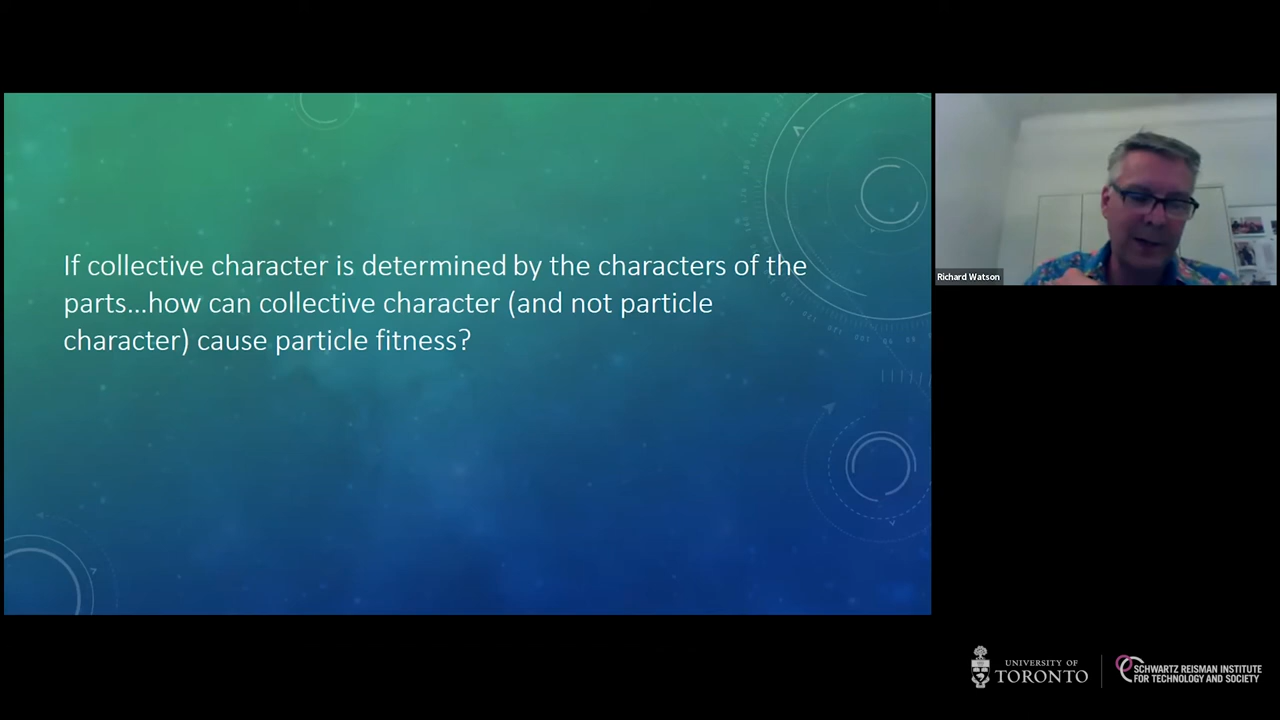 If collective character is determined by the characters of the
parts...how can collective character (and not particle
character) cause particle fitness?
Richard Watson
UNIVERSITY OF
TORONTO
SCHWARTZ REISMAN INSTITUTE
FOR TECHNOLOGY AND SOCIETY